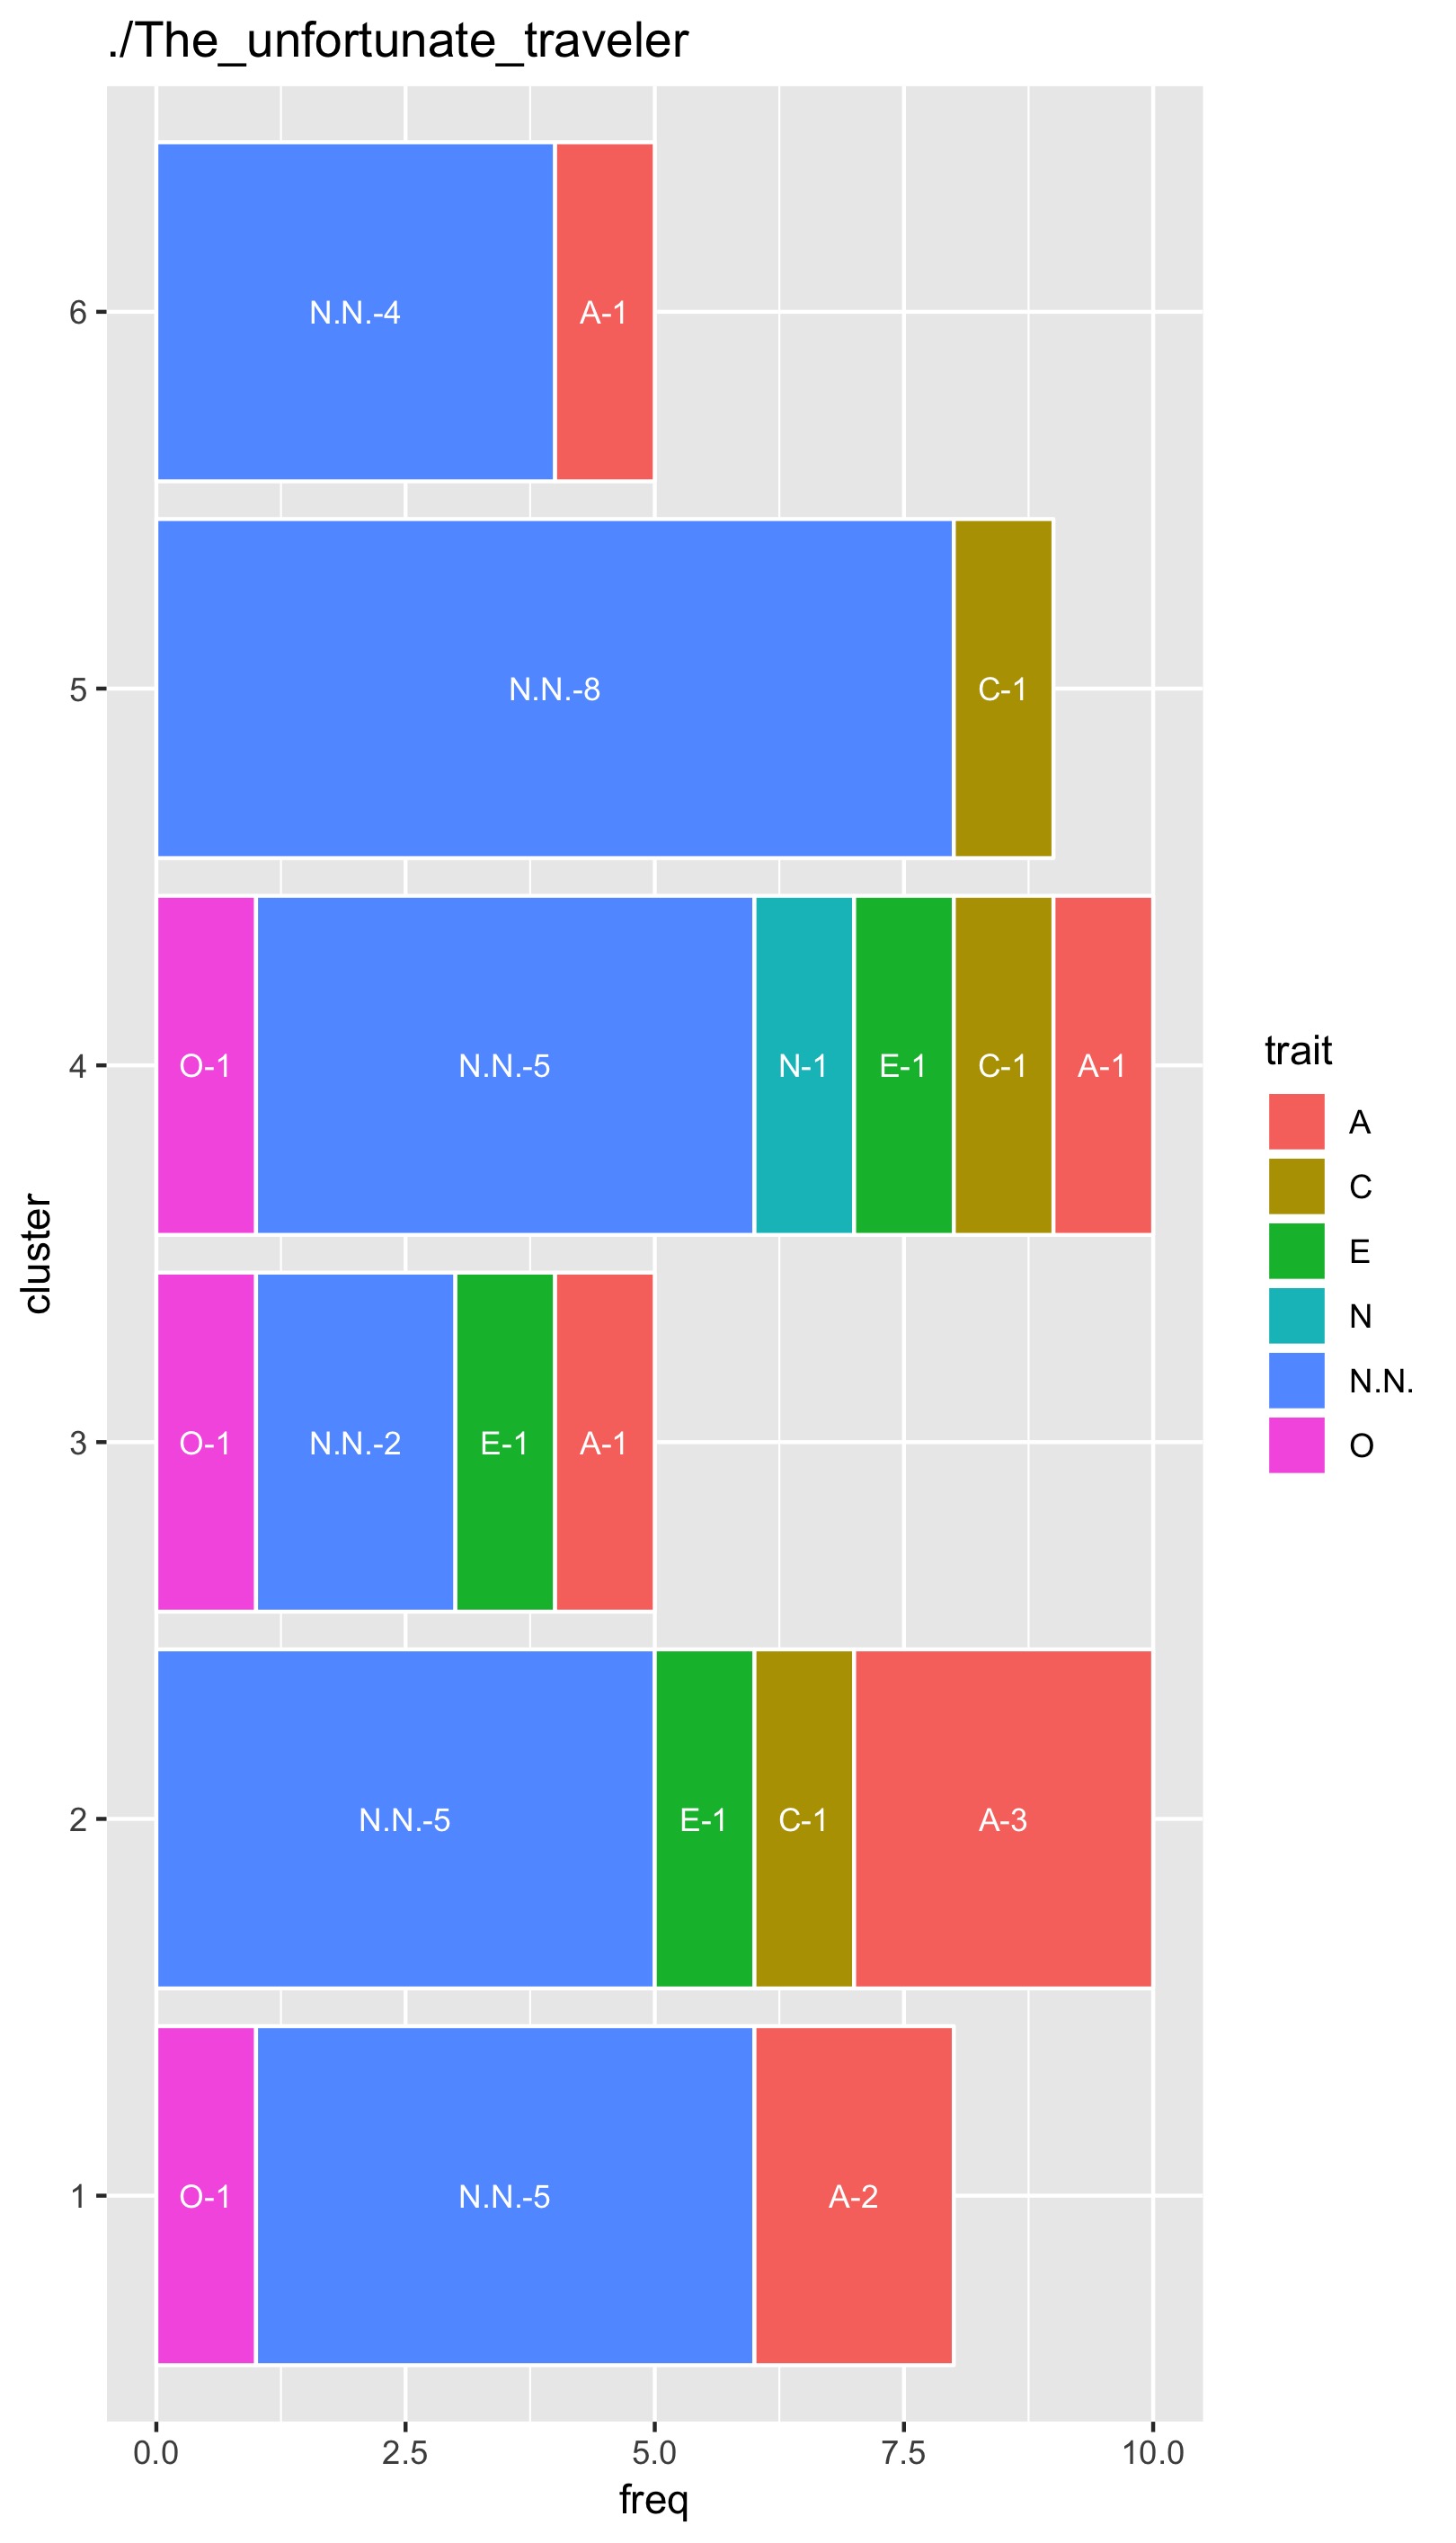 ./The_unfortunate_traveler
6
N.N.-4 A-1
5
N.N.-8 C-1
4
O-1 N.N.-5 N-1 E-1 C-1 A-1
3
O-1 N.N.-2 E-1 A-1
2
N.N.-5 E-1 C-1 A-3
1
O-1 N.N.-5 A-2
0.0 2.5 5.0 7.5 10.0
freq
cluster
trait
A
C
E
N
N.N.
O